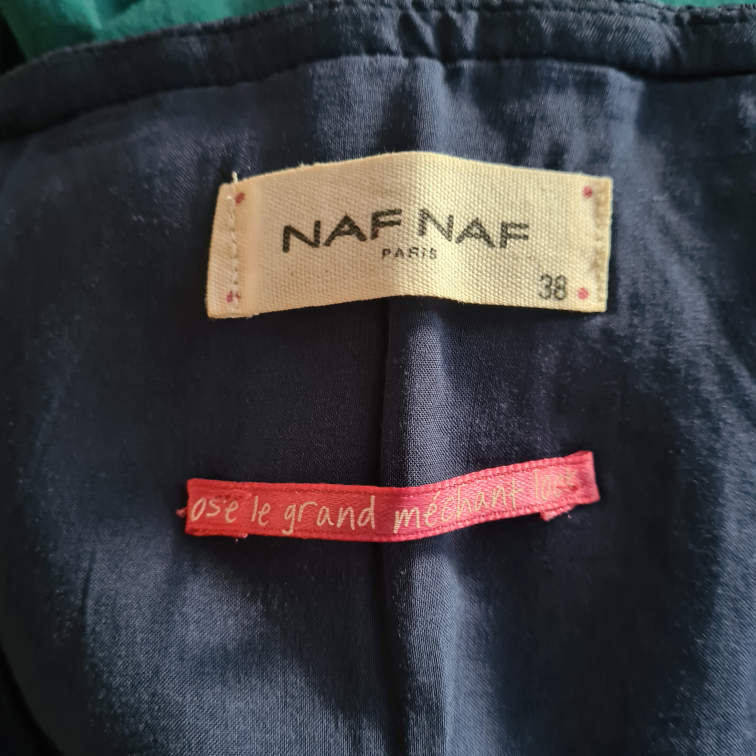 NAF NAF
PARIS
38
ose le grand méchant